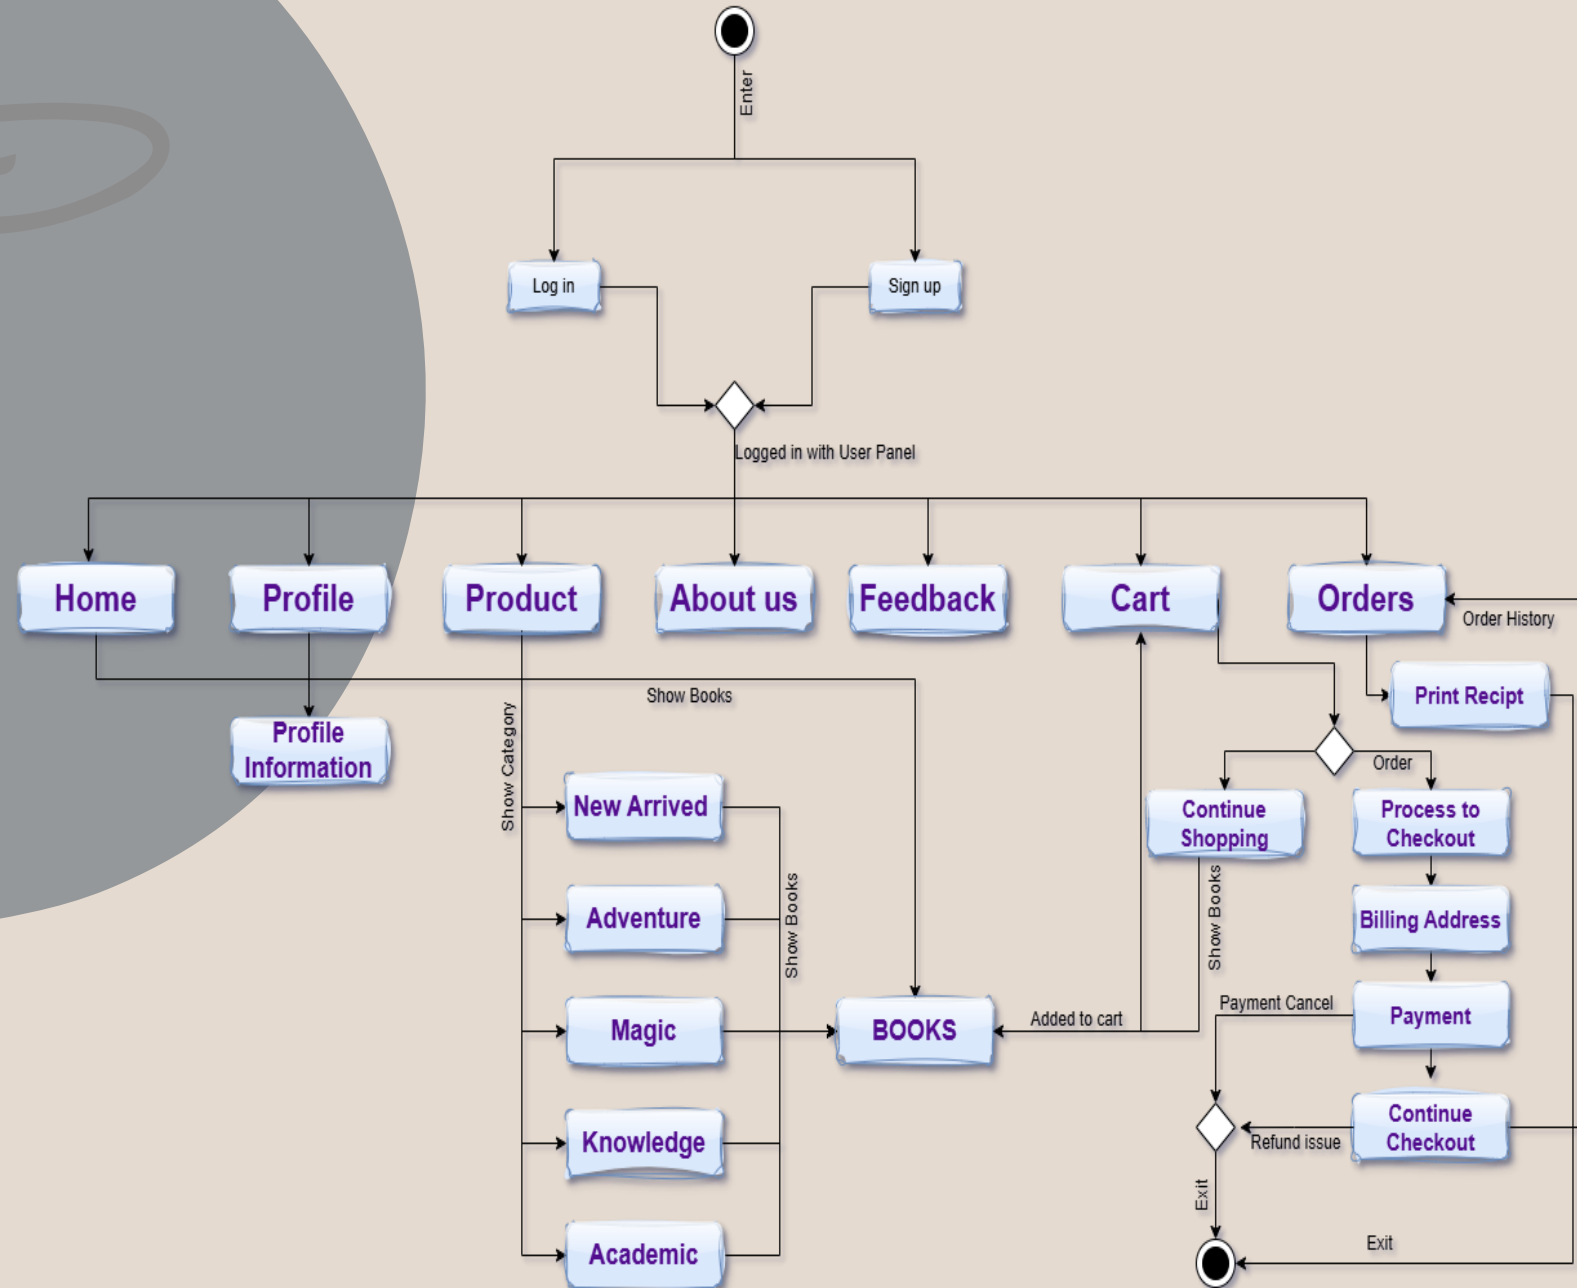 Enter
Log in
Sign up
Logged in with User Panel
Home
Profile
Product
About us
Feedback
Cart
Orders
Order History
Print Recipt
Show Books
Profile
Information
Show Category
Order
New Arrived
Continue
Shopping
Process to
Checkout
Show Books
Show Books
Adventure
Billing Address
Payment Cancel
Magic
BOOKS
Added to cart
Payment
Knowledge
Continue
Checkout
Refund issue
Exit
Academic
Exit